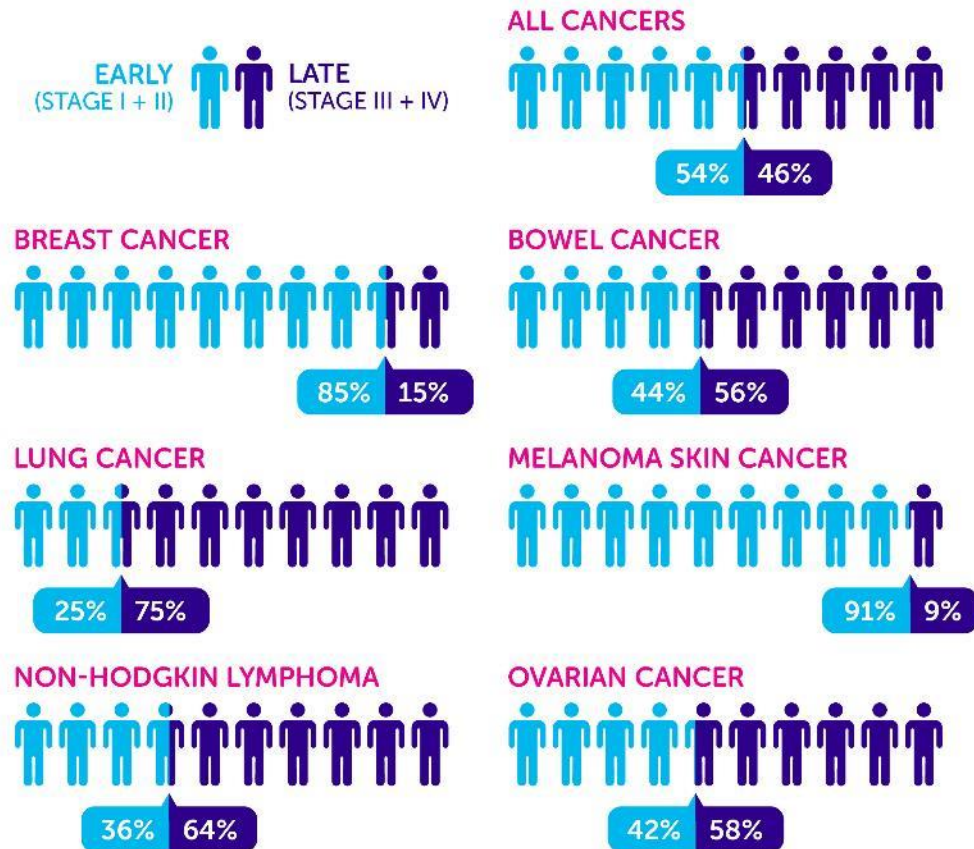 ALL CANCERS
EARLY
(STAGE I + II)
LATE
(STAGE III + IV)
54% 46%
BREAST CANCER
85% 15%
BOWEL CANCER
44% 56%
LUNG CANCER
25% 75%
MELANOMA SKIN CANCER
91% 9%
NON-HODGKIN LYMPHOMA
36% 64%
OVARIAN CANCER
42% 58%